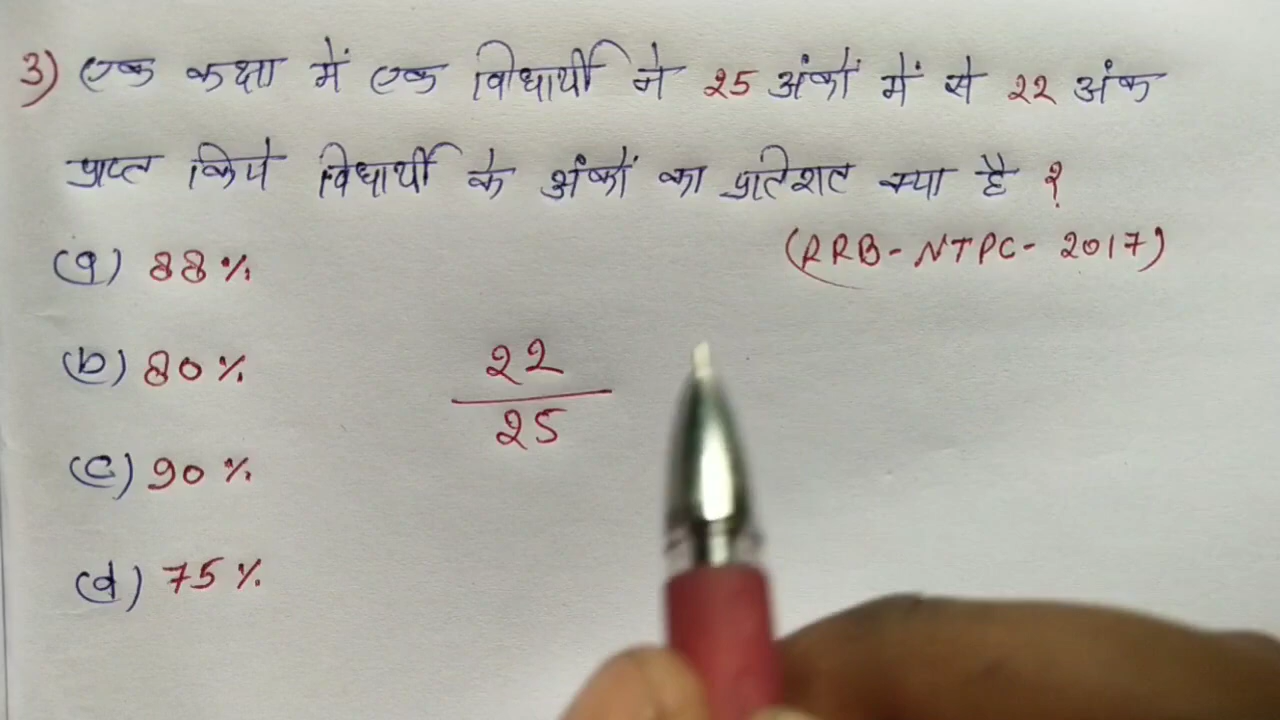 3) एक कक्षा में एक विधार्थी ने 25 अंकों में से 22 अंक
प्राप्त किये विधार्थी के अंकों का प्रतिशत क्या है ?
(RRB-NTPC-2017)
(a) 88%
(b) 80%
22
25
(c) 90%
(d) 75%